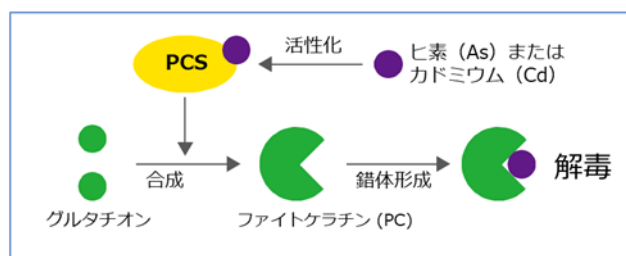 活性化
ヒ素（As）または
カドミウム（Cd）
PCS
合成
錯体形成
解毒
グルタチオン
ファイトケラチン (PC)